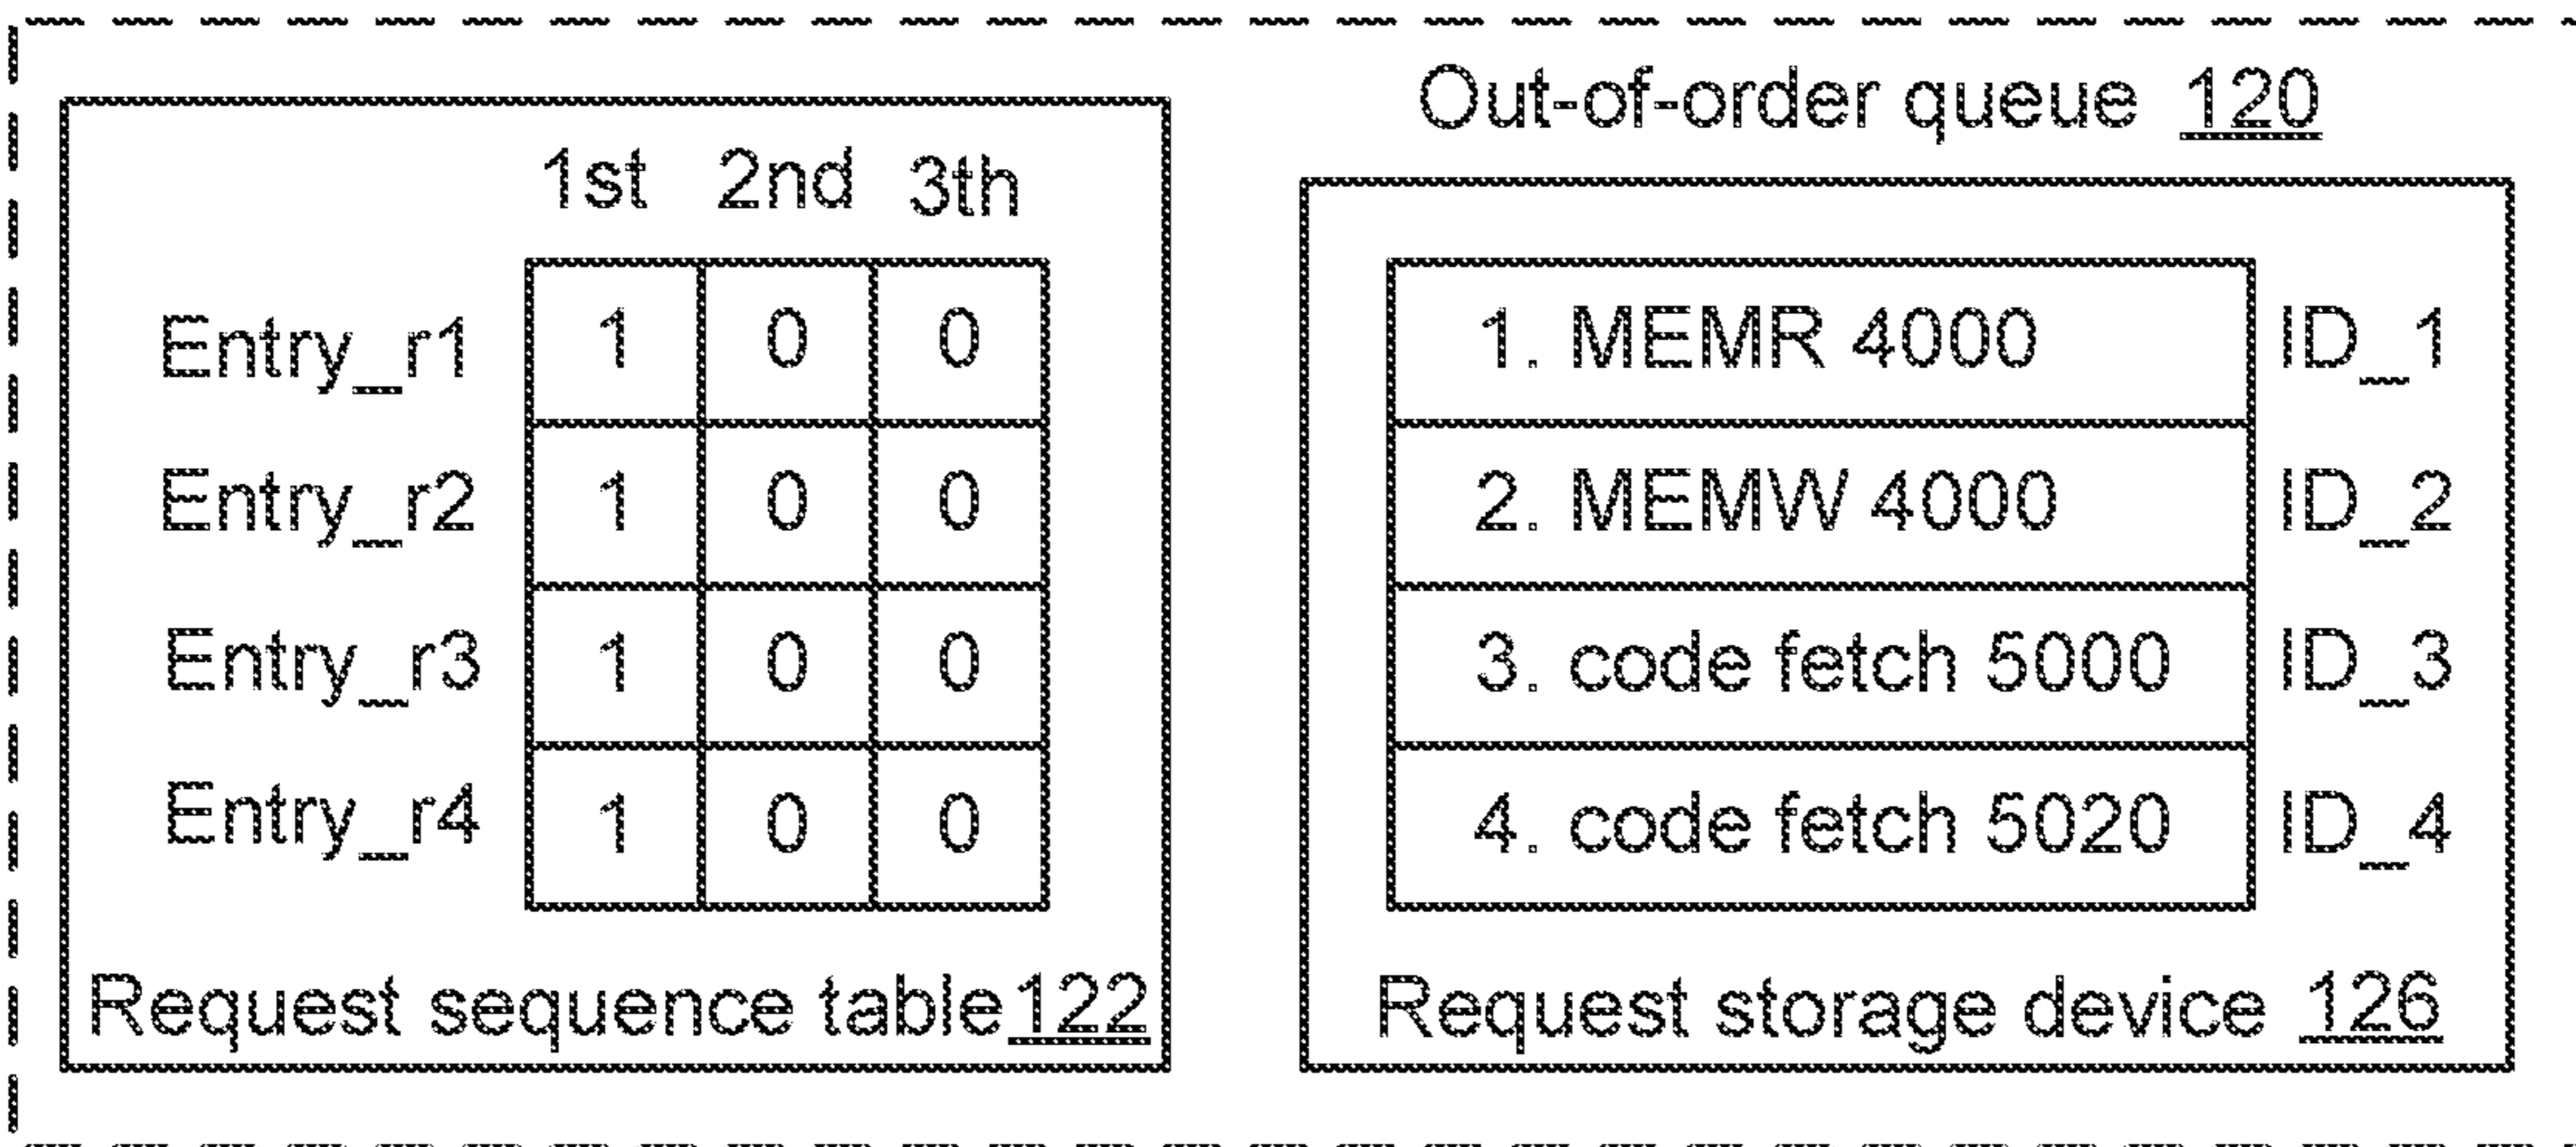 Out-of-order queue 120
1st 2nd 3th
Entry_r1 1 0 0
Entry_r2 1 0 0
Entry_r3 1 0 0
Entry_r4 1 0 0
Request sequence table 122
1. MEMR 4000 ID_1
2. MEMW 4000 ID_2
3. code fetch 5000 ID_3
4. code fetch 5020 ID_4
Request storage device 126